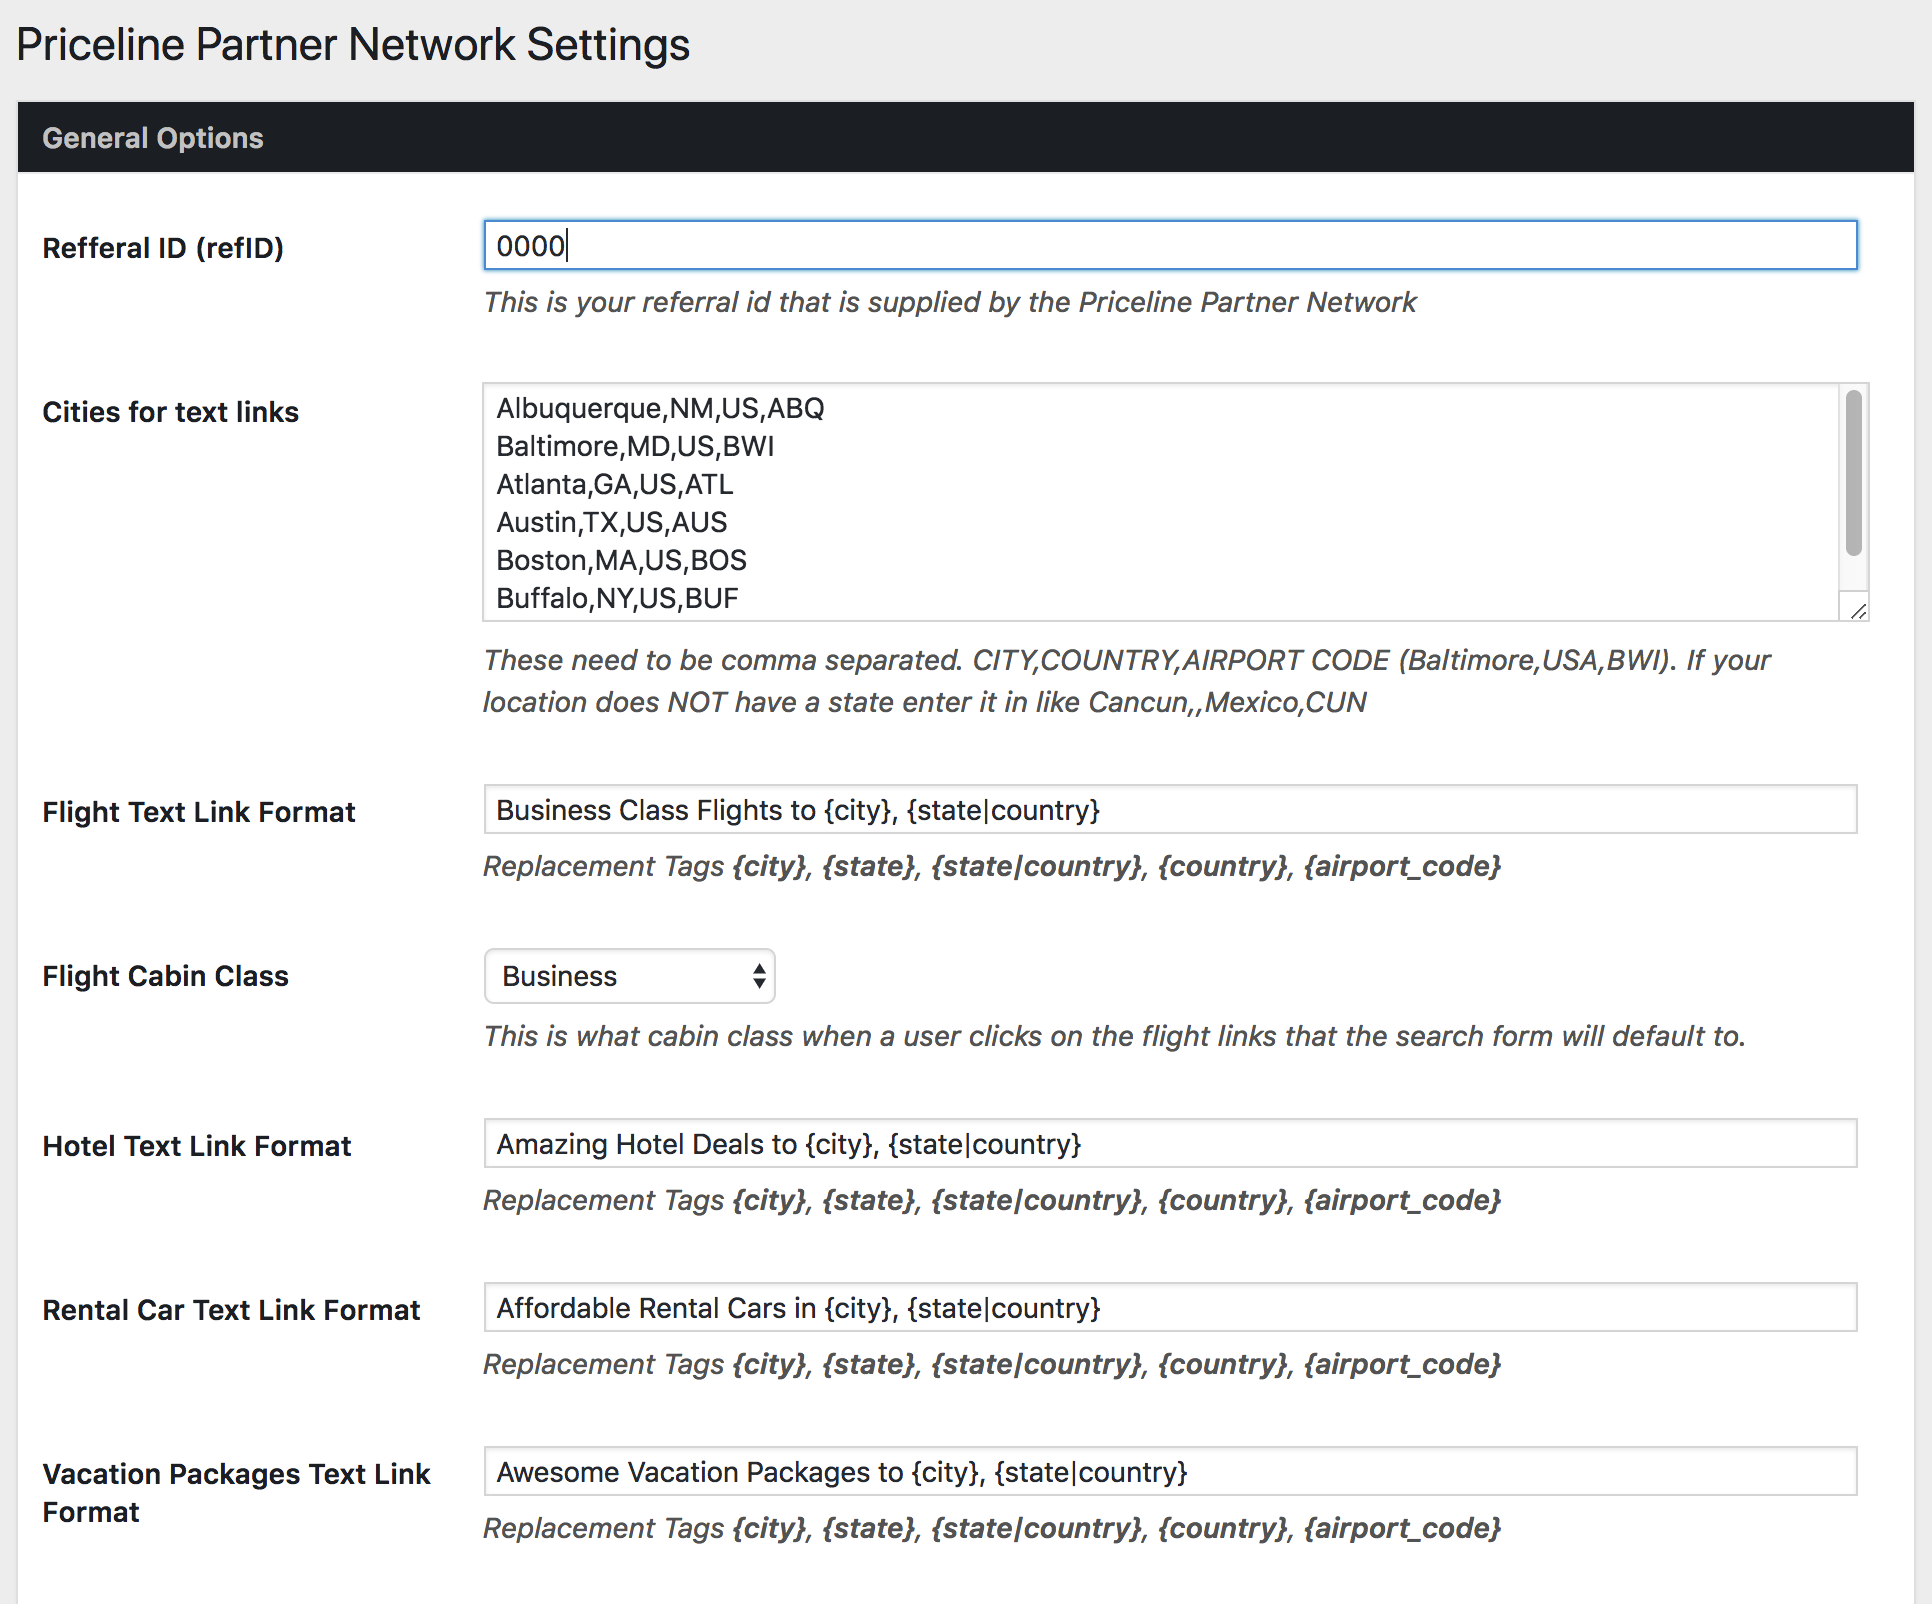 Priceline Partner Network Settings
General Options
Refferal ID (refID)
0000
This is your referral id that is supplied by the Priceline Partner Network
Cities for text links
Albuquerque,NM,US,ABQ
Baltimore,MD,US,BWI
Atlanta,GA,US,ATL
Austin,TX,US,AUS
Boston,MA,US,BOS
Buffalo,NY,US,BUF
These need to be comma separated. CITY,COUNTRY,AIRPORT CODE (Baltimore,USA,BWI). If your
location does NOT have a state enter it in like Cancun,,Mexico,CUN
Flight Text Link Format
Business Class Flights to {city}, {state|country}
Replacement Tags {city}, {state}, {state|country}, {country}, {airport_code}
Flight Cabin Class
Business
This is what cabin class when a user clicks on the flight links that the search form will default to.
Hotel Text Link Format
Amazing Hotel Deals to {city}, {state|country}
Replacement Tags {city}, {state}, {state|country}, {country}, {airport_code}
Rental Car Text Link Format
Affordable Rental Cars in {city}, {state|country}
Replacement Tags {city}, {state}, {state|country}, {country}, {airport_code}
Vacation Packages Text Link
Format
Awesome Vacation Packages to {city}, {state|country}
Replacement Tags {city}, {state}, {state|country}, {country}, {airport_code}